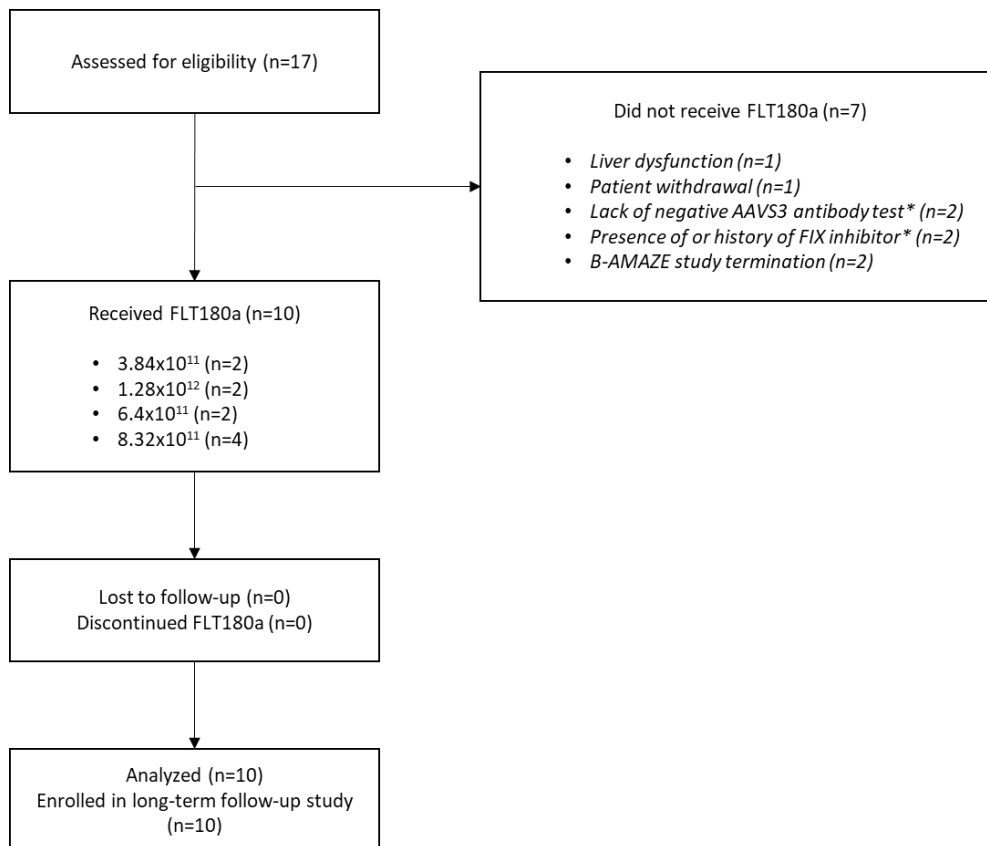 Assessed for eligibility (n=17)
Did not receive FLT180a (n=7)
• Liver dysfunction (n=1)
• Patient withdrawal (n=1)
• Lack of negative AAVS3 antibody test* (n=2)
• Presence of or history of FIX inhibitor* (n=2)
• B-AMAZE study termination (n=2)
Received FLT180a (n=10)
• 3.84x10¹¹ (n=2)
• 1.28x10¹² (n=2)
• 6.4x10¹¹ (n=2)
• 8.32x10¹¹ (n=4)
Lost to follow-up (n=0)
Discontinued FLT180a (n=0)
Analyzed (n=10)
Enrolled in long-term follow-up study
(n=10)